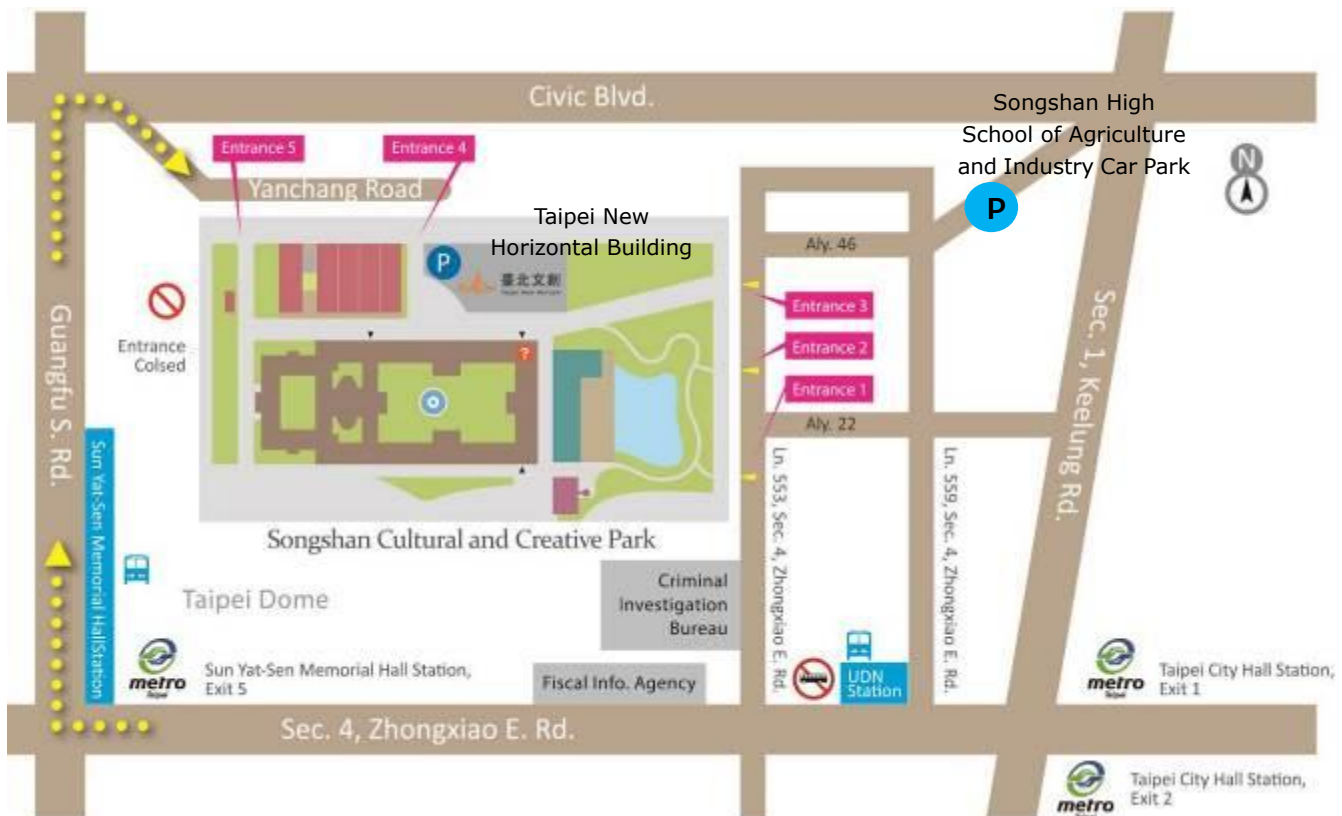 Civic Blvd.
Songshan High
School of Agriculture
and Industry Car Park
N
Entrance 5
Entrance 4
Yanchang Road
P
Taipei New
Horizontal Building
P
臺北文創
Aly. 46
Entrance 3
Entrance 2
Entrance 1
Aly. 22
Entrance
Colsed
?
Guangfu S. Rd.
Sec. 1, Keelung Rd.
Sun Yat-Sen Memorial HallStation
Ln. 553, Sec. 4, Zhongxiao E. Rd.
Ln. 559, Sec. 4, Zhongxiao E. Rd.
Songshan Cultural and Creative Park
Taipei Dome
Criminal
Investigation
Bureau
metro
Sun Yat-Sen Memorial Hall Station,
Exit 5
Fiscal Info. Agency
UDN
Station
metro
Taipei City Hall Station,
Exit 1
Sec. 4, Zhongxiao E. Rd.
metro
Taipei City Hall Station,
Exit 2